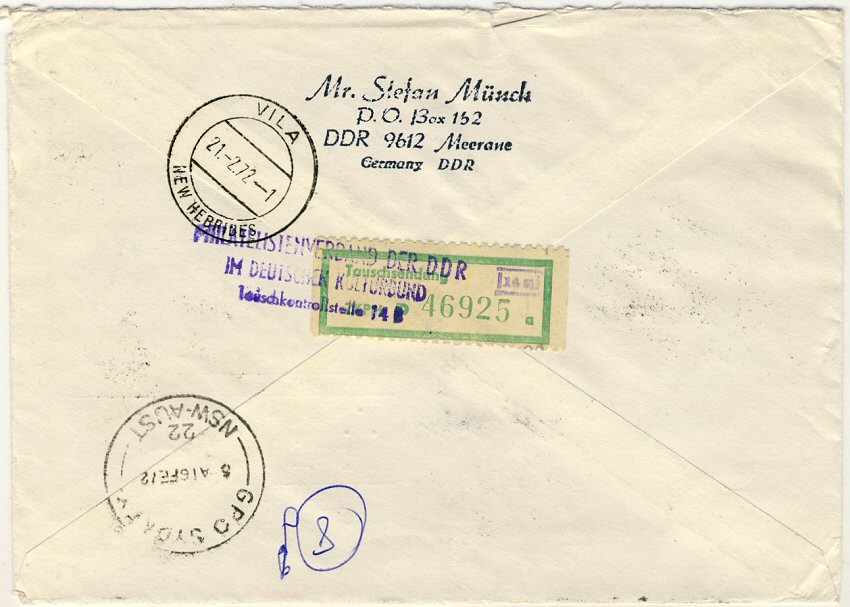 Mr. Stefan Münch
P.O. Box 152
DDR 9612 Meerane
Germany DDR
VILA
21.-2.72.-1
NEW HEBRIDES
PHILATELISTENVERBAND DER DDR
IM DEUTSCHEN KULTURBUND
Tauschkontrollstelle 14 B
Tauschsendung
46925 a
NSW-AUST
22
GPO SYDNEY
8